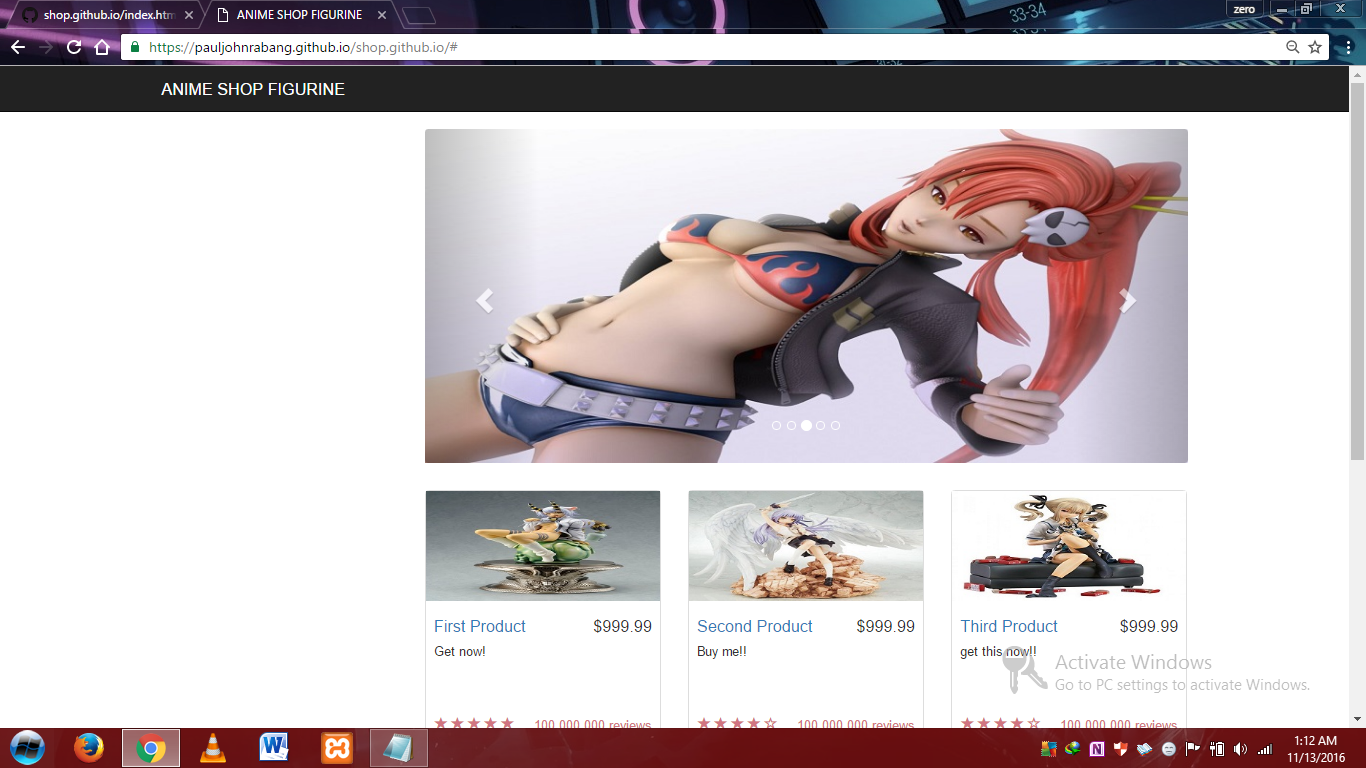 shop.github.io/index.htm
ANIME SHOP FIGURINE
33-34
zero
https://pauljohnrabang.github.io/shop.github.io/#
ANIME SHOP FIGURINE
First Product $999.99
Get now!
Second Product $999.99
Buy me!!
Third Product $999.99
get this now!!
Activate Windows
Go to PC settings to activate Windows.
100,000,000 reviews
100,000,000 reviews
100,000,000 reviews
1:12 AM
11/13/2016